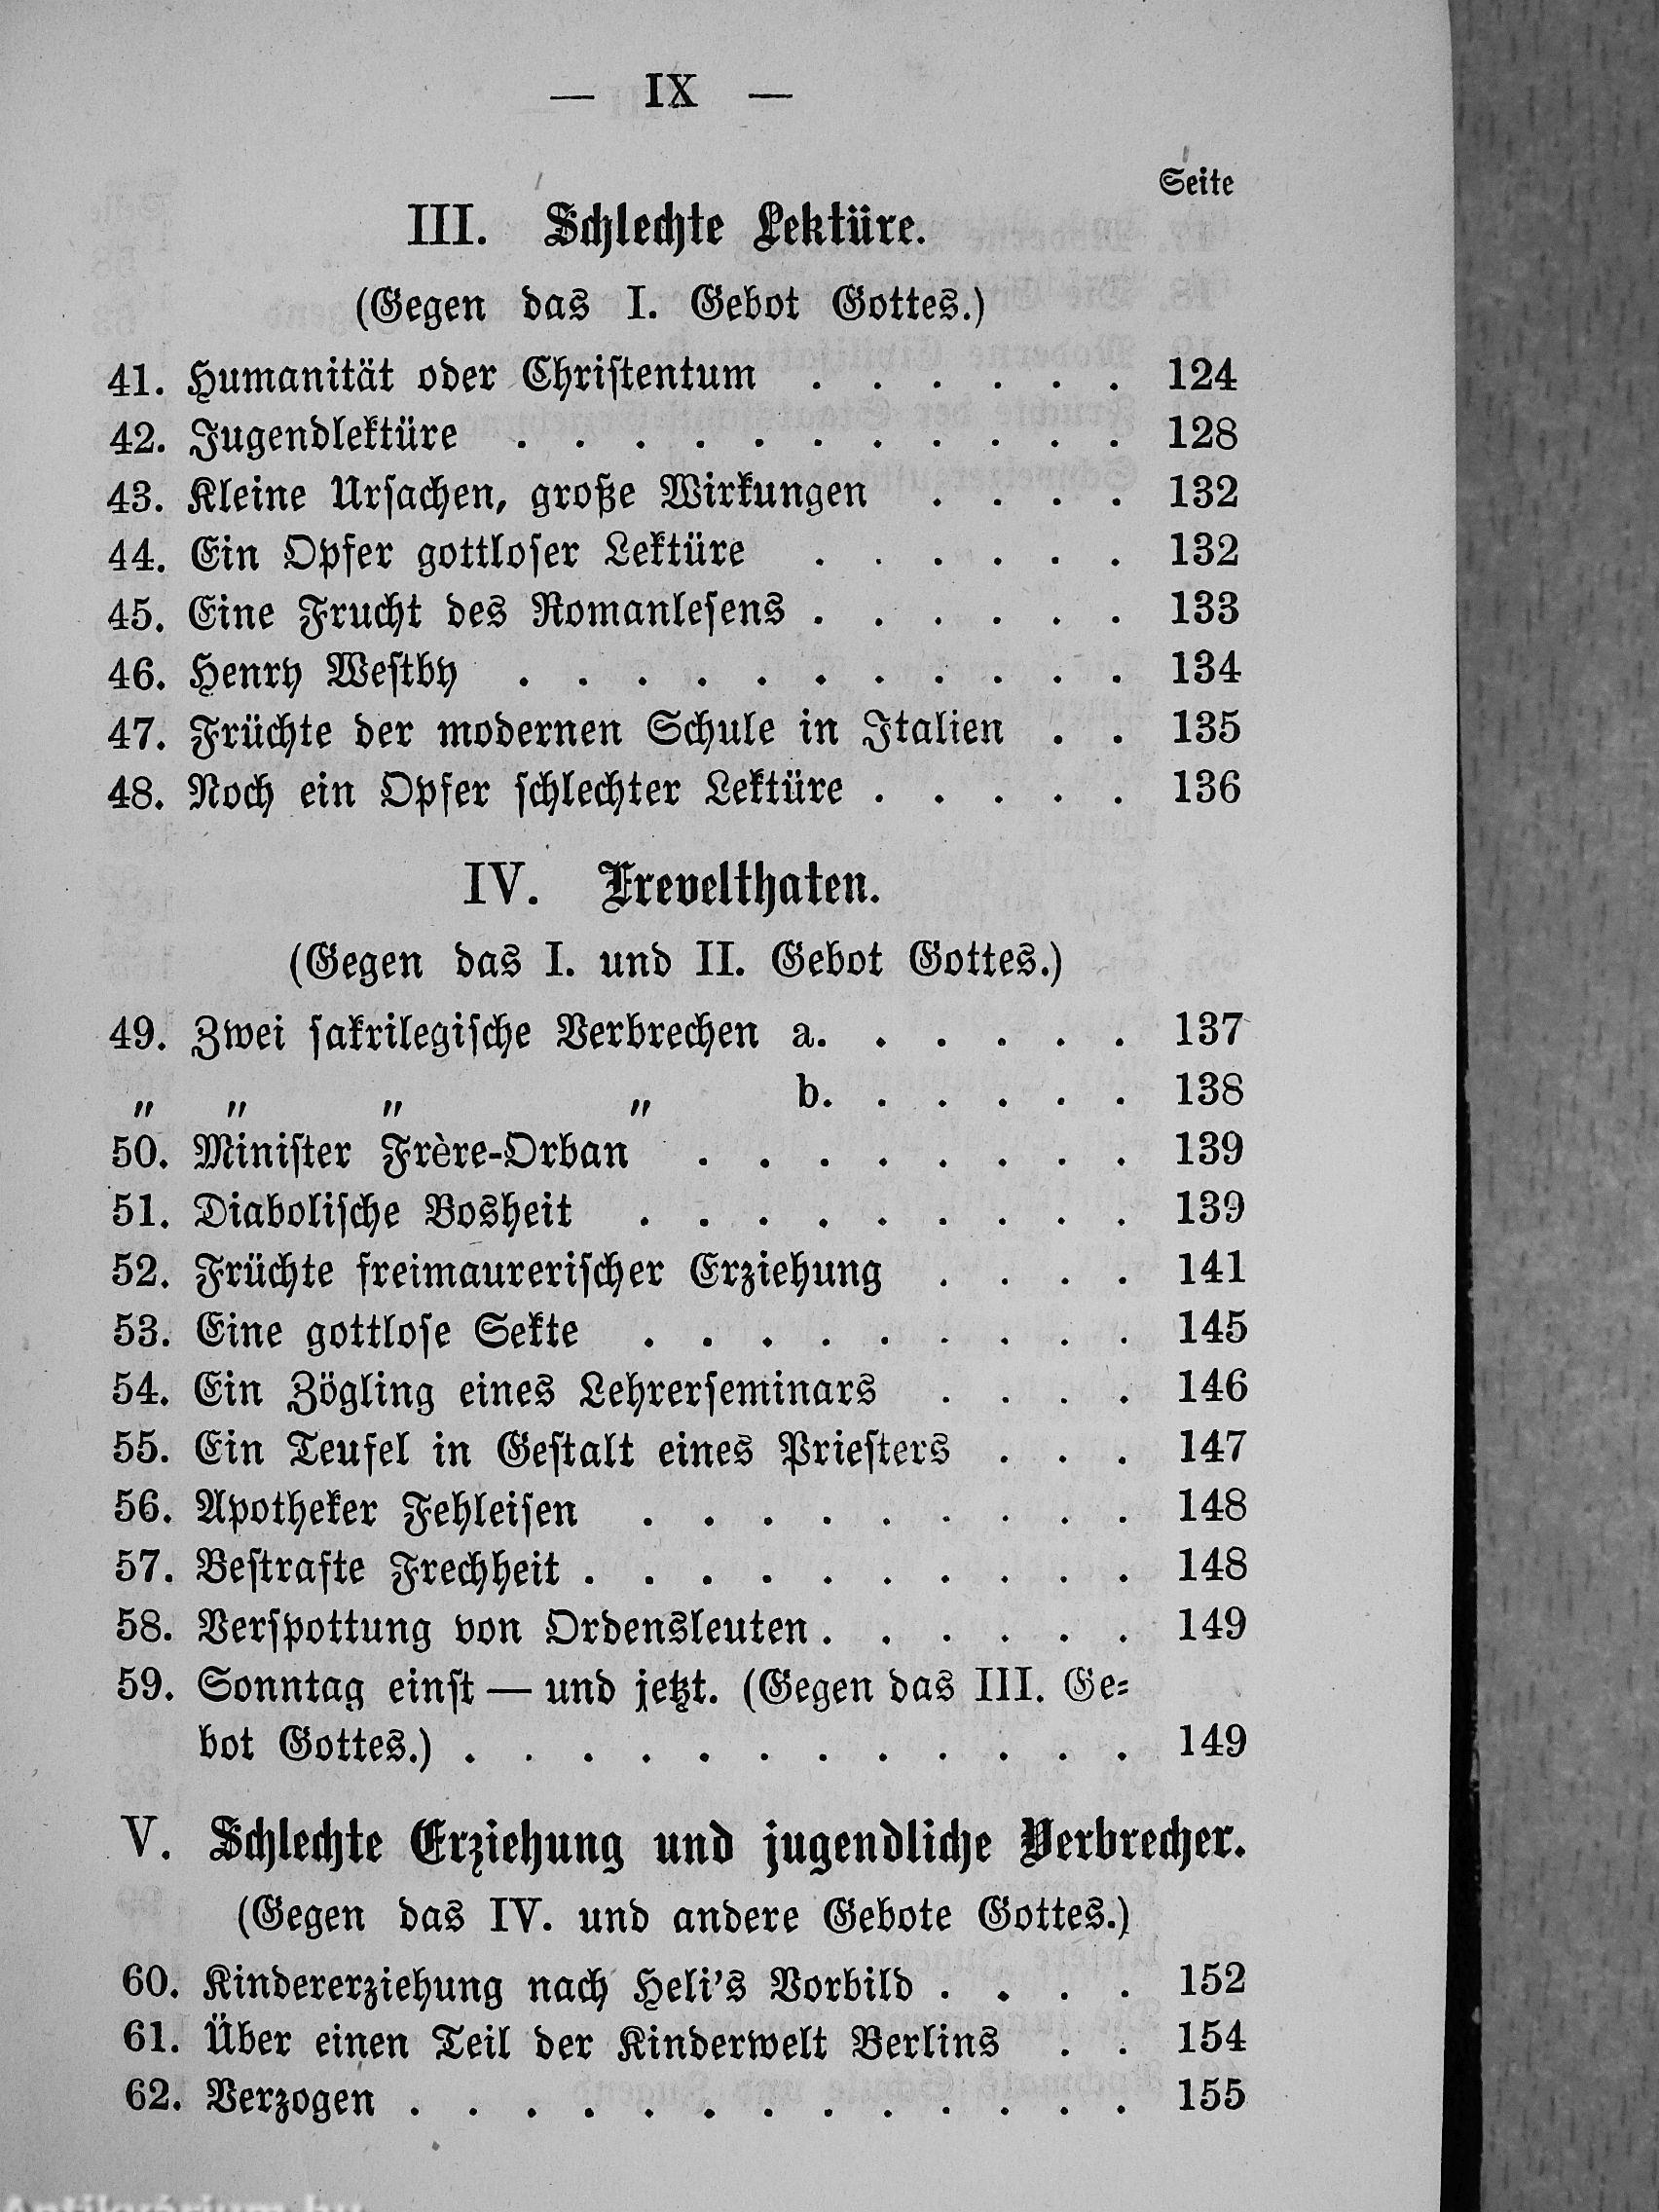 — IX —
Seite
III. Schlechte Lektüre.
(Gegen das I. Gebot Gottes.)
41. Humanität oder Chriſtentum . . . . . . 124
42. Jugendlektüre . . . . . . . . . . . 128
43. Kleine Urſachen, große Wirkungen . . . . 132
44. Ein Opfer gottloſer Lektüre . . . . . . 132
45. Eine Frucht des Romanleſens . . . . . . 133
46. Henry Weſtby . . . . . . . . . . . 134
47. Früchte der modernen Schule in Italien . . 135
48. Noch ein Opfer ſchlechter Lektüre . . . . . 136
IV. Frevelthaten.
(Gegen das I. und II. Gebot Gottes.)
49. Zwei ſakrilegiſche Verbrechen a. . . . . . 137
„ „ „ „ b. . . . . . 138
50. Miniſter Frère-Orban . . . . . . . . 139
51. Diaboliſche Bosheit . . . . . . . . . 139
52. Früchte freimaureriſcher Erziehung . . . . 141
53. Eine gottloſe Sekte . . . . . . . . . 145
54. Ein Zögling eines Lehrerſeminars . . . . 146
55. Ein Teufel in Geſtalt eines Prieſters . . . 147
56. Apotheker Fehleiſen . . . . . . . . . 148
57. Beſtrafte Frechheit . . . . . . . . . . 148
58. Verſpottung von Ordensleuten . . . . . . 149
59. Sonntag einſt — und jetzt. (Gegen das III. Ge=
bot Gottes.) . . . . . . . . . . . . 149
V. Schlechte Erziehung und jugendliche Verbrecher.
(Gegen das IV. und andere Gebote Gottes.)
60. Kindererziehung nach Heli's Vorbild . . . . 152
61. Über einen Teil der Kinderwelt Berlins . . 154
62. Verzogen . . . . . . . . . . . . . 155